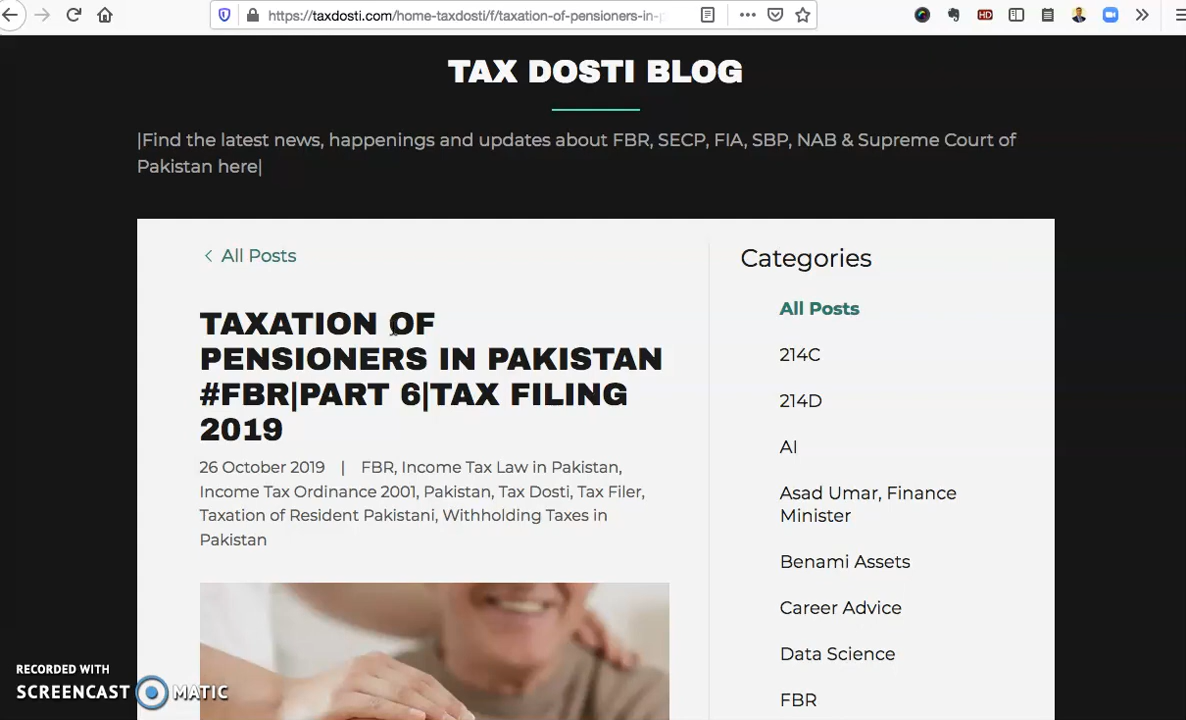 https://taxdosti.com/home-taxdosti/f/taxation-of-pensioners-in-p
HD
TAX DOSTI BLOG
|Find the latest news, happenings and updates about FBR, SECP, FIA, SBP, NAB & Supreme Court of
Pakistan here|
All Posts
TAXATION OF
PENSIONERS IN PAKISTAN
#FBR|PART 6|TAX FILING
2019
26 October 2019 | FBR, Income Tax Law in Pakistan,
Income Tax Ordinance 2001, Pakistan, Tax Dosti, Tax Filer,
Taxation of Resident Pakistani, Withholding Taxes in
Pakistan
Categories
All Posts
214C
214D
AI
Asad Umar, Finance
Minister
Benami Assets
Career Advice
Data Science
FBR
RECORDED WITH
SCREENCAST MATIC